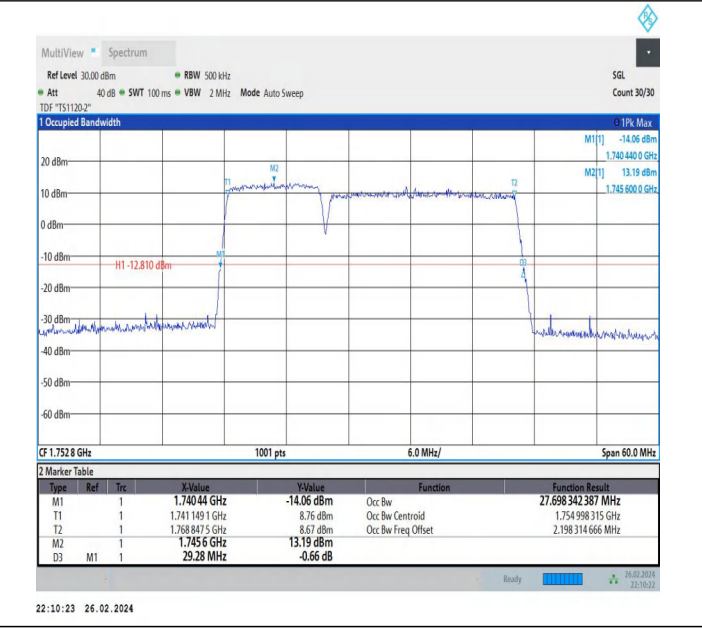 R&S
MultiView Spectrum
Ref Level 30.00 dBm RBW 500 kHz SGL
Att 40 dB SWT 100 ms VBW 2 MHz Mode Auto Sweep Count 30/30
TDF "TS1120-2"
1 Occupied Bandwidth 1Pk Max
M1[1] -14.06 dBm
1.740 440 0 GHz
20 dBm
M2[1] 13.19 dBm
T1 M2 T2
10 dBm 1.745 600 0 GHz
0 dBm
M1
-10 dBm
H1 -12.810 dBm D3
-20 dBm
-30 dBm
-40 dBm
-50 dBm
-60 dBm
CF 1.752 8 GHz 1001 pts 6.0 MHz/ Span 60.0 MHz
2 Marker Table
Type Ref Trc X-Value Y-Value Function Function Result
M1 1 1.740 44 GHz -14.06 dBm Occ Bw 27.698 342 387 MHz
T1 1 1.741 149 1 GHz 8.76 dBm Occ Bw Centroid 1.754 998 315 GHz
T2 1 1.768 847 5 GHz 8.67 dBm Occ Bw Freq Offset 2.198 314 666 MHz
M2 1 1.745 6 GHz 13.19 dBm
D3 M1 1 29.28 MHz -0.66 dB
Ready 26.02.2024
22:10:22
22:10:23 26.02.2024